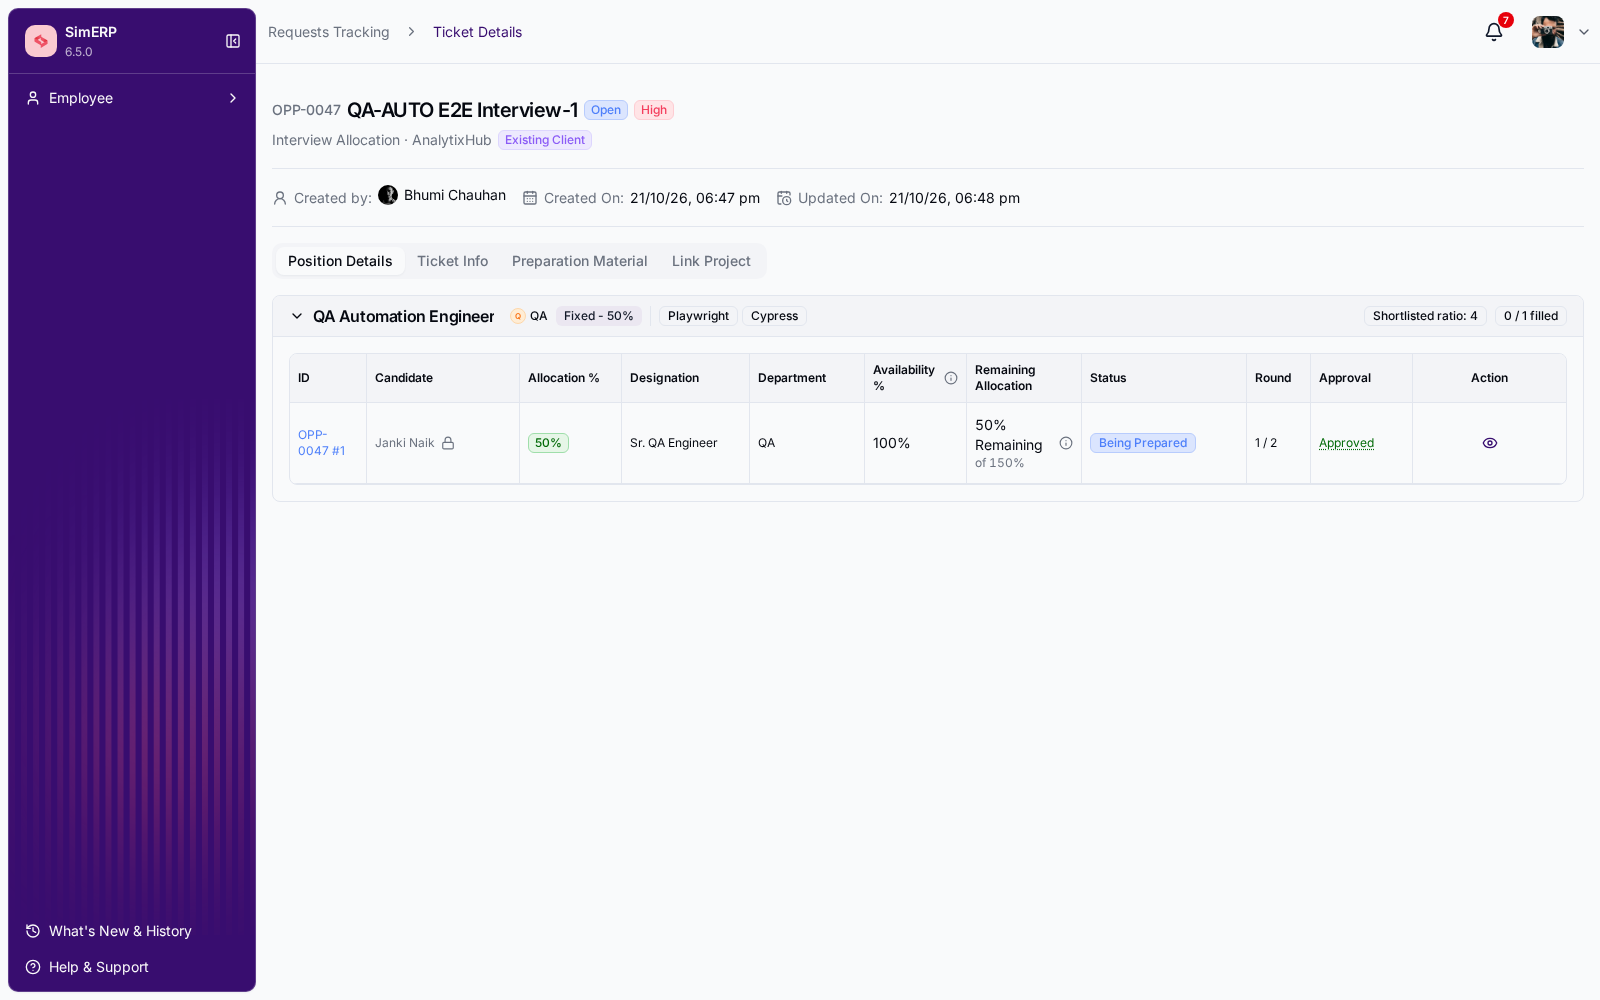 SimERP
6.5.0
Employee
What's New & History
Help & Support
Requests Tracking > Ticket Details
7
OPP-0047 QA-AUTO E2E Interview-1 Open High
Interview Allocation · AnalytixHub Existing Client
Created by: Bhumi Chauhan Created On: 21/10/26, 06:47 pm Updated On: 21/10/26, 06:48 pm
Position Details Ticket Info Preparation Material Link Project
QA Automation Engineer Q QA Fixed - 50% Playwright Cypress Shortlisted ratio: 4 0 / 1 filled
ID Candidate Allocation % Designation Department Availability % Remaining Allocation Status Round Approval Action
OPP-0047 #1 Janki Naik 50% Sr. QA Engineer QA 100% 50% Remaining of 150% Being Prepared 1 / 2 Approved